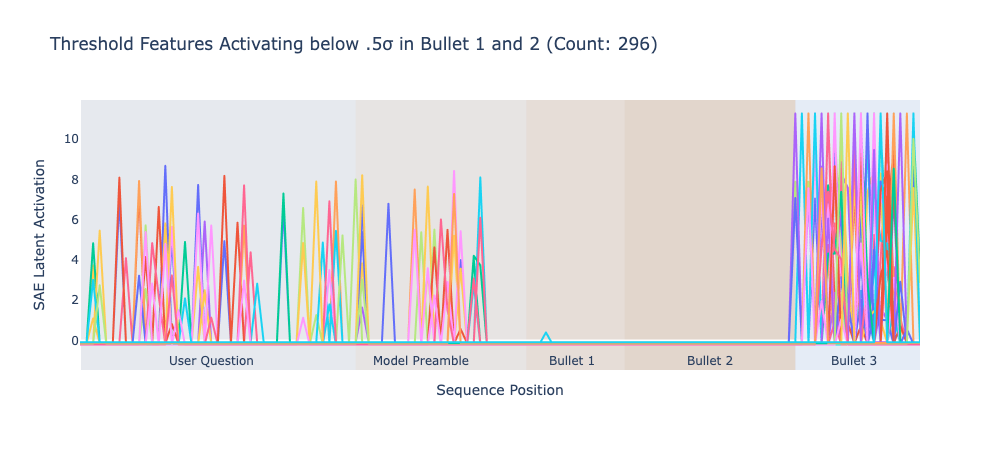 Threshold Features Activating below .5σ in Bullet 1 and 2 (Count: 296)
SAE Latent Activation
10
8
6
4
2
0
User Question
Model Preamble
Bullet 1
Bullet 2
Bullet 3
Sequence Position